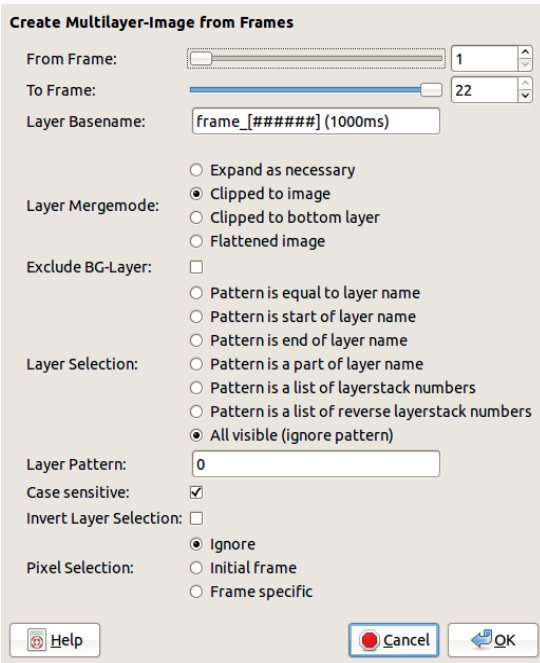 Create Multilayer-Image from Frames
From Frame: 1
To Frame: 22
Layer Basename: frame_[######] (1000ms)
Expand as necessary
Layer Mergemode: Clipped to image
Clipped to bottom layer
Flattened image
Exclude BG-Layer:
Pattern is equal to layer name
Pattern is start of layer name
Pattern is end of layer name
Layer Selection: Pattern is a part of layer name
Pattern is a list of layerstack numbers
Pattern is a list of reverse layerstack numbers
All visible (ignore pattern)
Layer Pattern: 0
Case sensitive:
Invert Layer Selection:
Ignore
Pixel Selection: Initial frame
Frame specific
Help Cancel OK